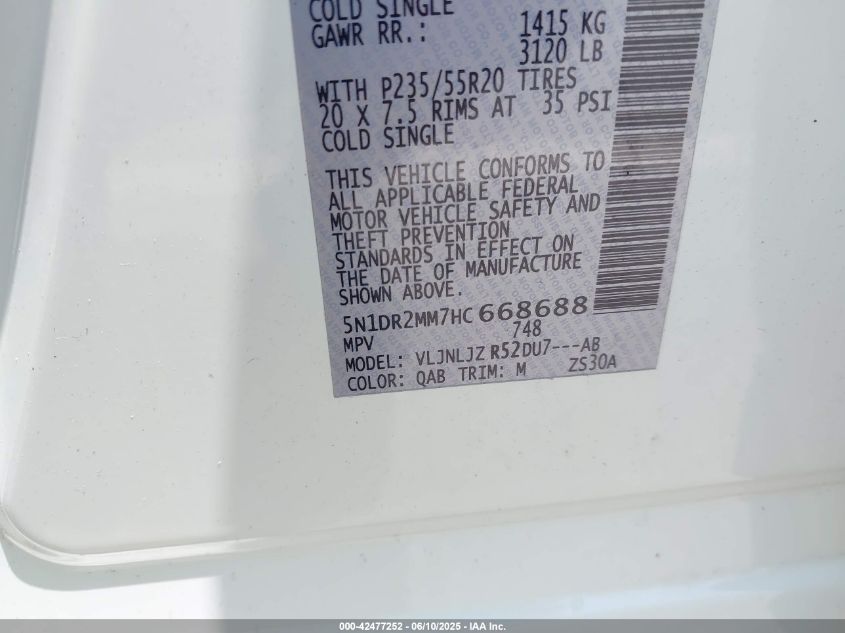 COLD SINGLE
GAWR RR.: 1415 KG
3120 LB
WITH P235/55R20 TIRES
20 X 7.5 RIMS AT 35 PSI
COLD SINGLE
THIS VEHICLE CONFORMS TO
ALL APPLICABLE FEDERAL
MOTOR VEHICLE SAFETY AND
THEFT PREVENTION
STANDARDS IN EFFECT ON
THE DATE OF MANUFACTURE
SHOWN ABOVE.
5N1DR2MM7HC668688
MPV 748
MODEL: VLJNLJZ R52DU7---AB
COLOR: QAB TRIM: M ZS30A
000-42477252 - 06/10/2025 - IAA Inc.